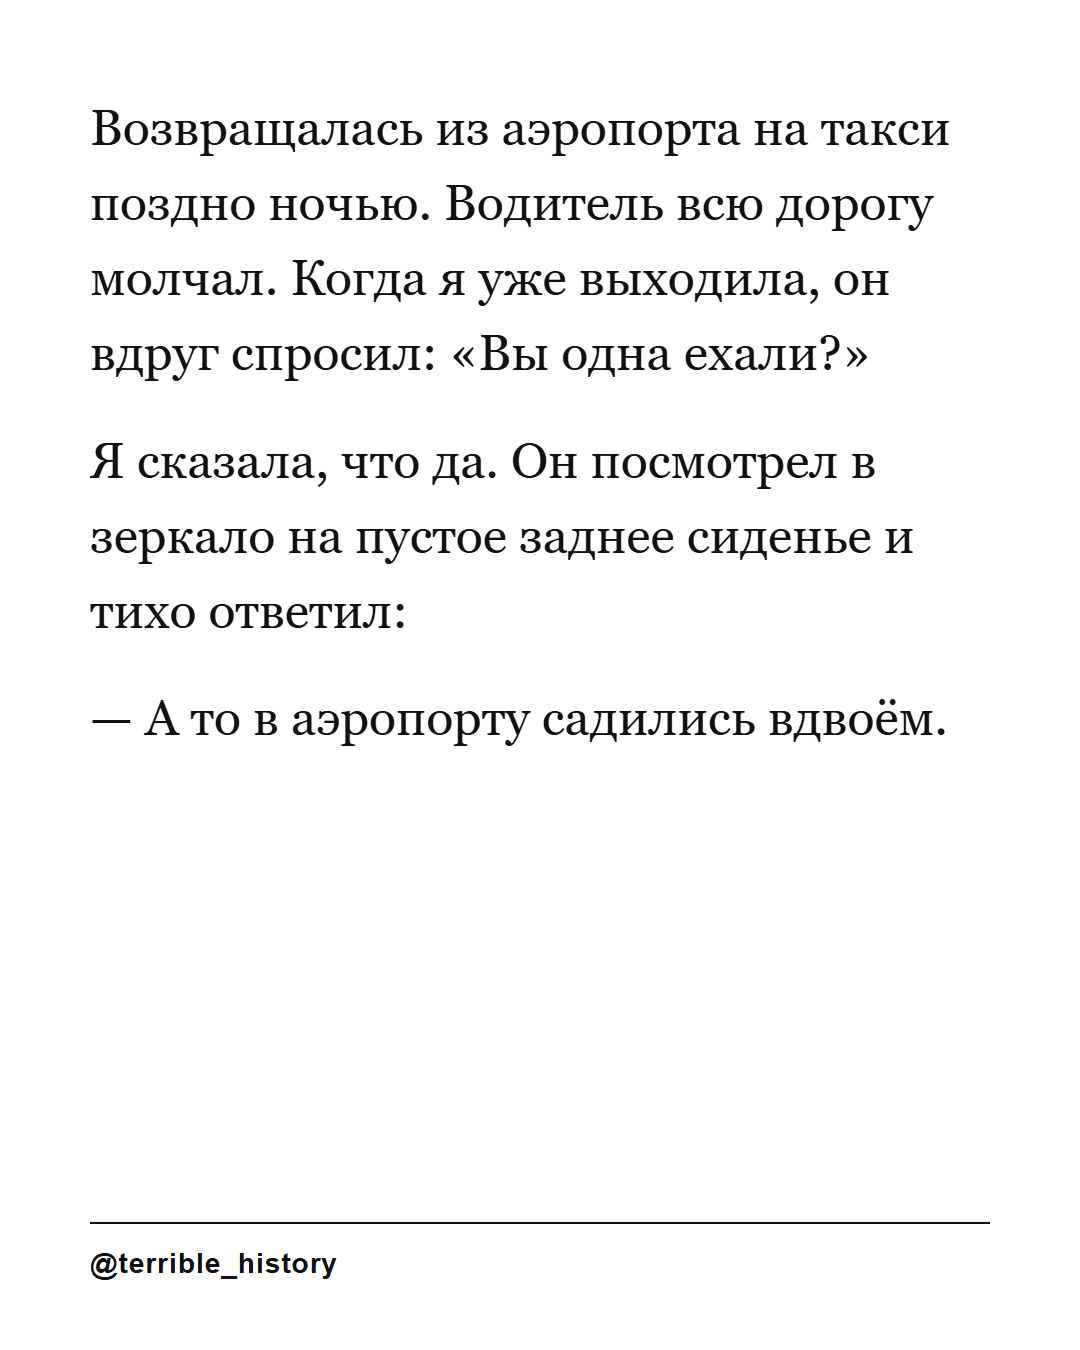 Возвращалась из аэропорта на такси
поздно ночью. Водитель всю дорогу
молчал. Когда я уже выходила, он
вдруг спросил: «Вы одна ехали?»
Я сказала, что да. Он посмотрел в
зеркало на пустое заднее сиденье и
тихо ответил:
— А то в аэропорту садились вдвоём.
@terrible_history